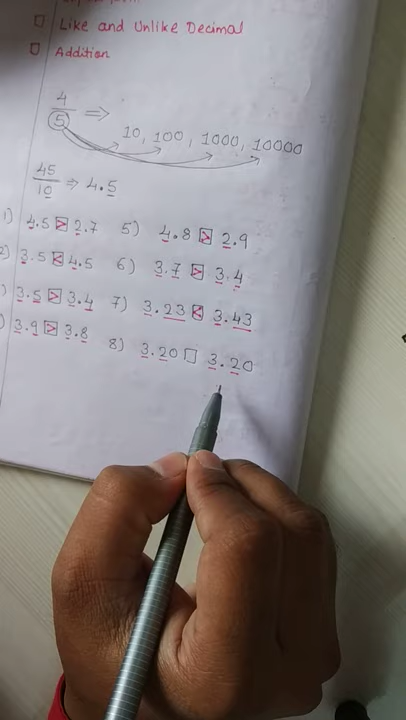 □ Like and Unlike Decimal
□ Addition
4/5 ⇒ 10, 100, 1000, 10000
45/10 ⇒ 4.5
1) 4.5 > 2.7 5) 4.8 > 2.9
2) 3.5 < 4.5 6) 3.7 > 3.4
) 3.5 > 3.4 7) 3.23 < 3.43
) 3.9 > 3.8 8) 3.20 □ 3.20